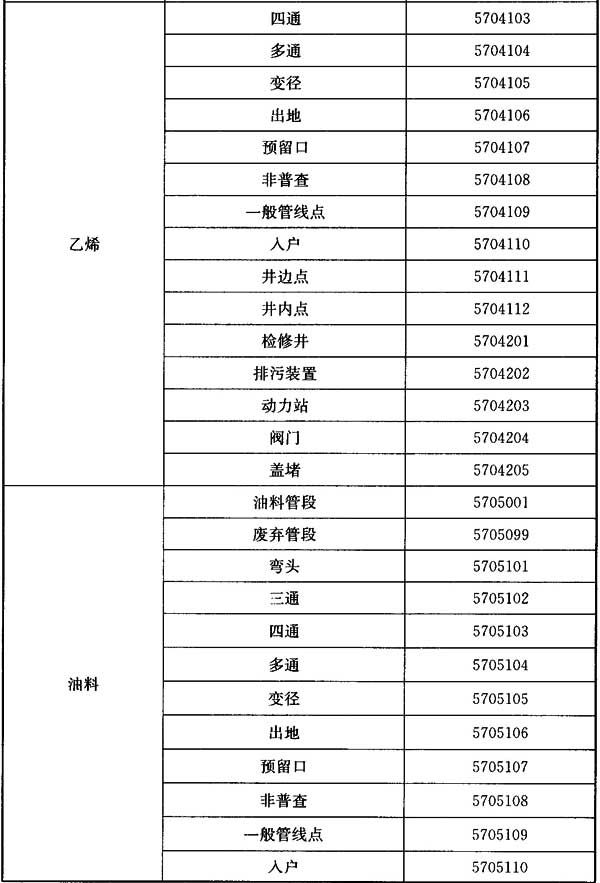 乙烯
四通 5704103
多通 5704104
变径 5704105
出地 5704106
预留口 5704107
非普查 5704108
一般管线点 5704109
入户 5704110
井边点 5704111
井内点 5704112
检修井 5704201
排污装置 5704202
动力站 5704203
阀门 5704204
盖堵 5704205
油料
油料管段 5705001
废弃管段 5705099
弯头 5705101
三通 5705102
四通 5705103
多通 5705104
变径 5705105
出地 5705106
预留口 5705107
非普查 5705108
一般管线点 5705109
入户 5705110